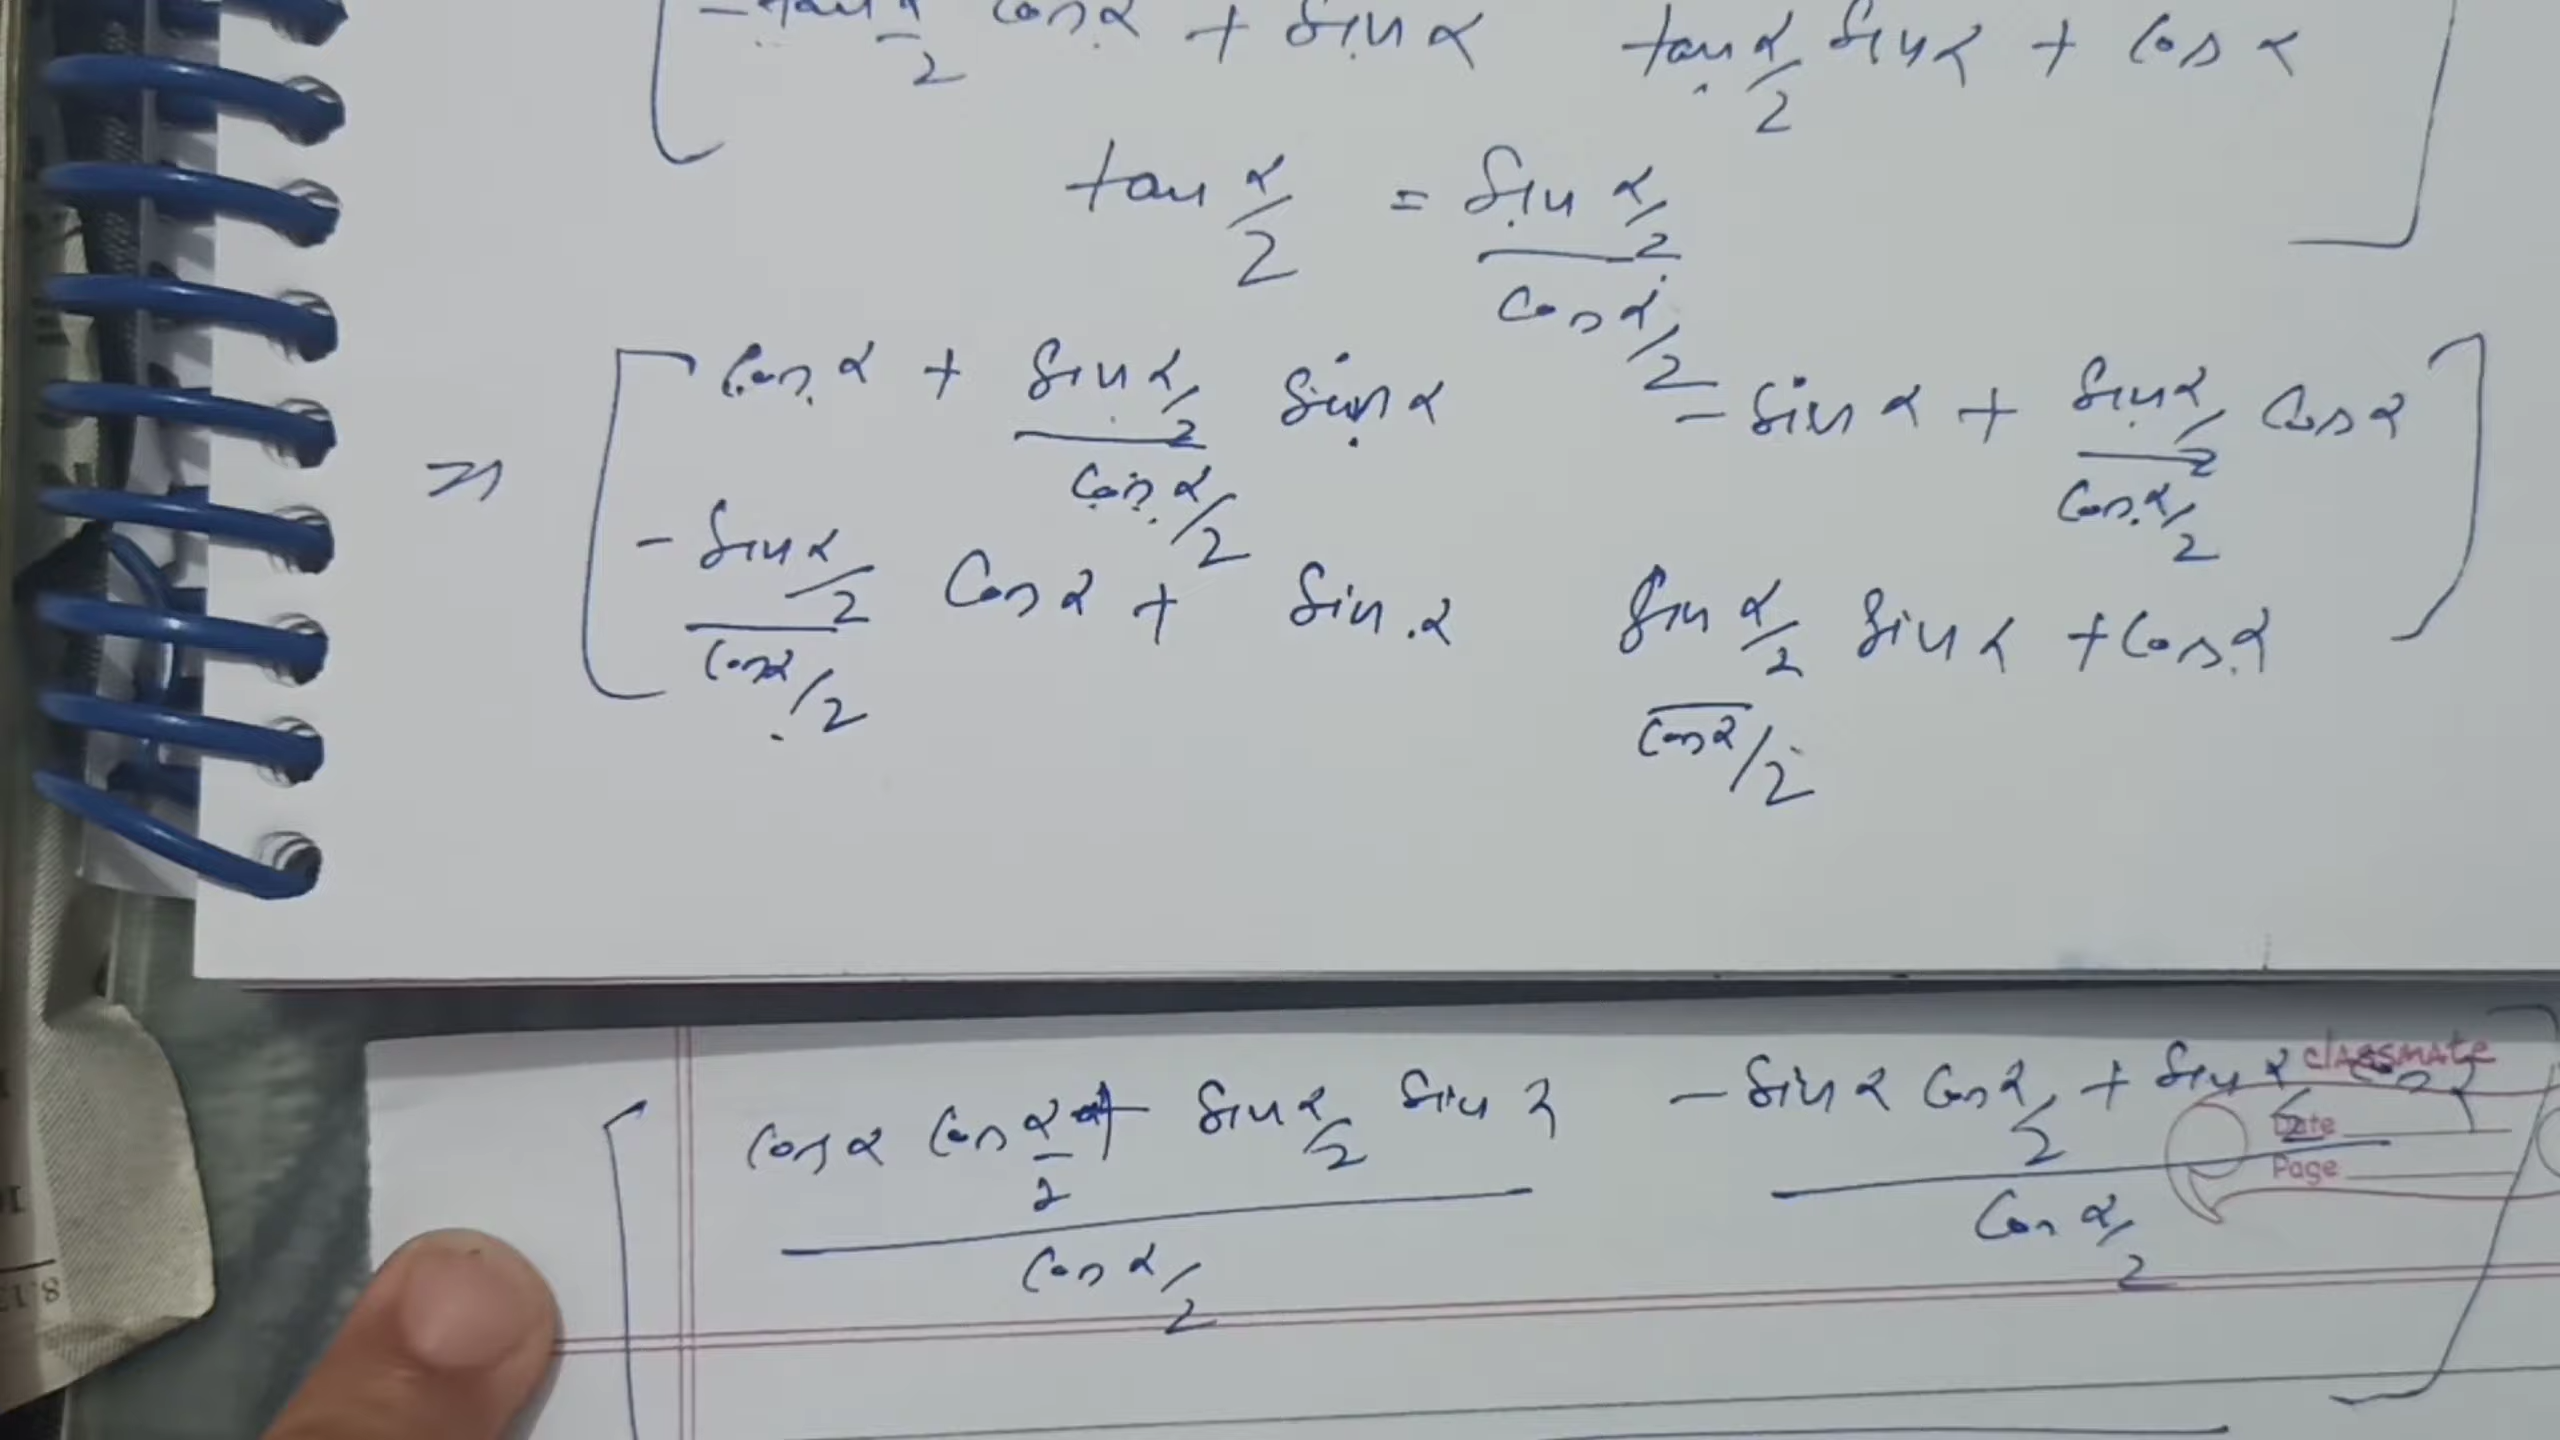 - tan α/2 cos α + sin α    tan α/2 sin α + cos α
tan α/2 = sin α/2 / cos α/2
=> [ cos α + sin α/2 / cos α/2 sin α    - sin α + sin α/2 / cos α/2 cos α ]
- sin α/2 / cos α/2 cos α + sin α    sin α/2 / cos α/2 sin α + cos α
classmate
Date
Page
[ cos α cos α/2 + sin α/2 sin α / cos α/2    - sin α cos α/2 + sin α/2 cos α / cos α/2 ]